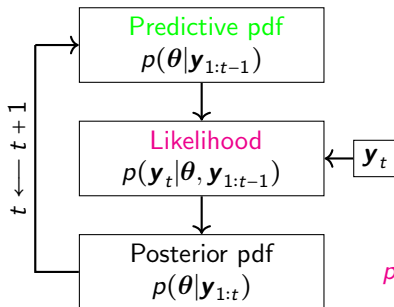 Predictive pdf
p(θ|y₁:ₜ₋₁)
t ← t + 1
Likelihood
p(yₜ|θ, y₁:ₜ₋₁)
yₜ
Posterior pdf
p(θ|y₁:ₜ)
p